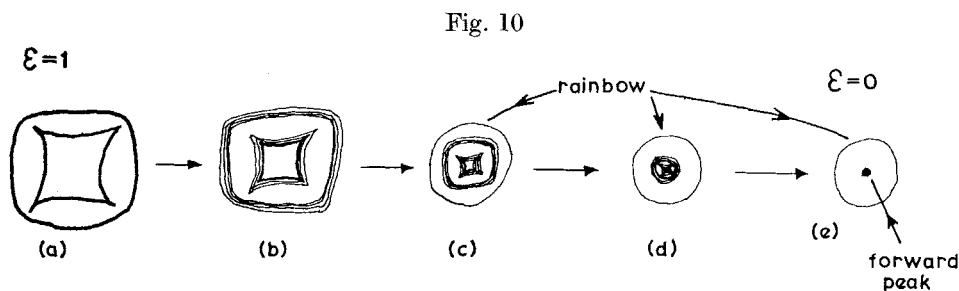 Fig. 10
ℰ=1
rainbow
ℰ=0
(a)
(b)
(c)
(d)
(e)
forward
peak